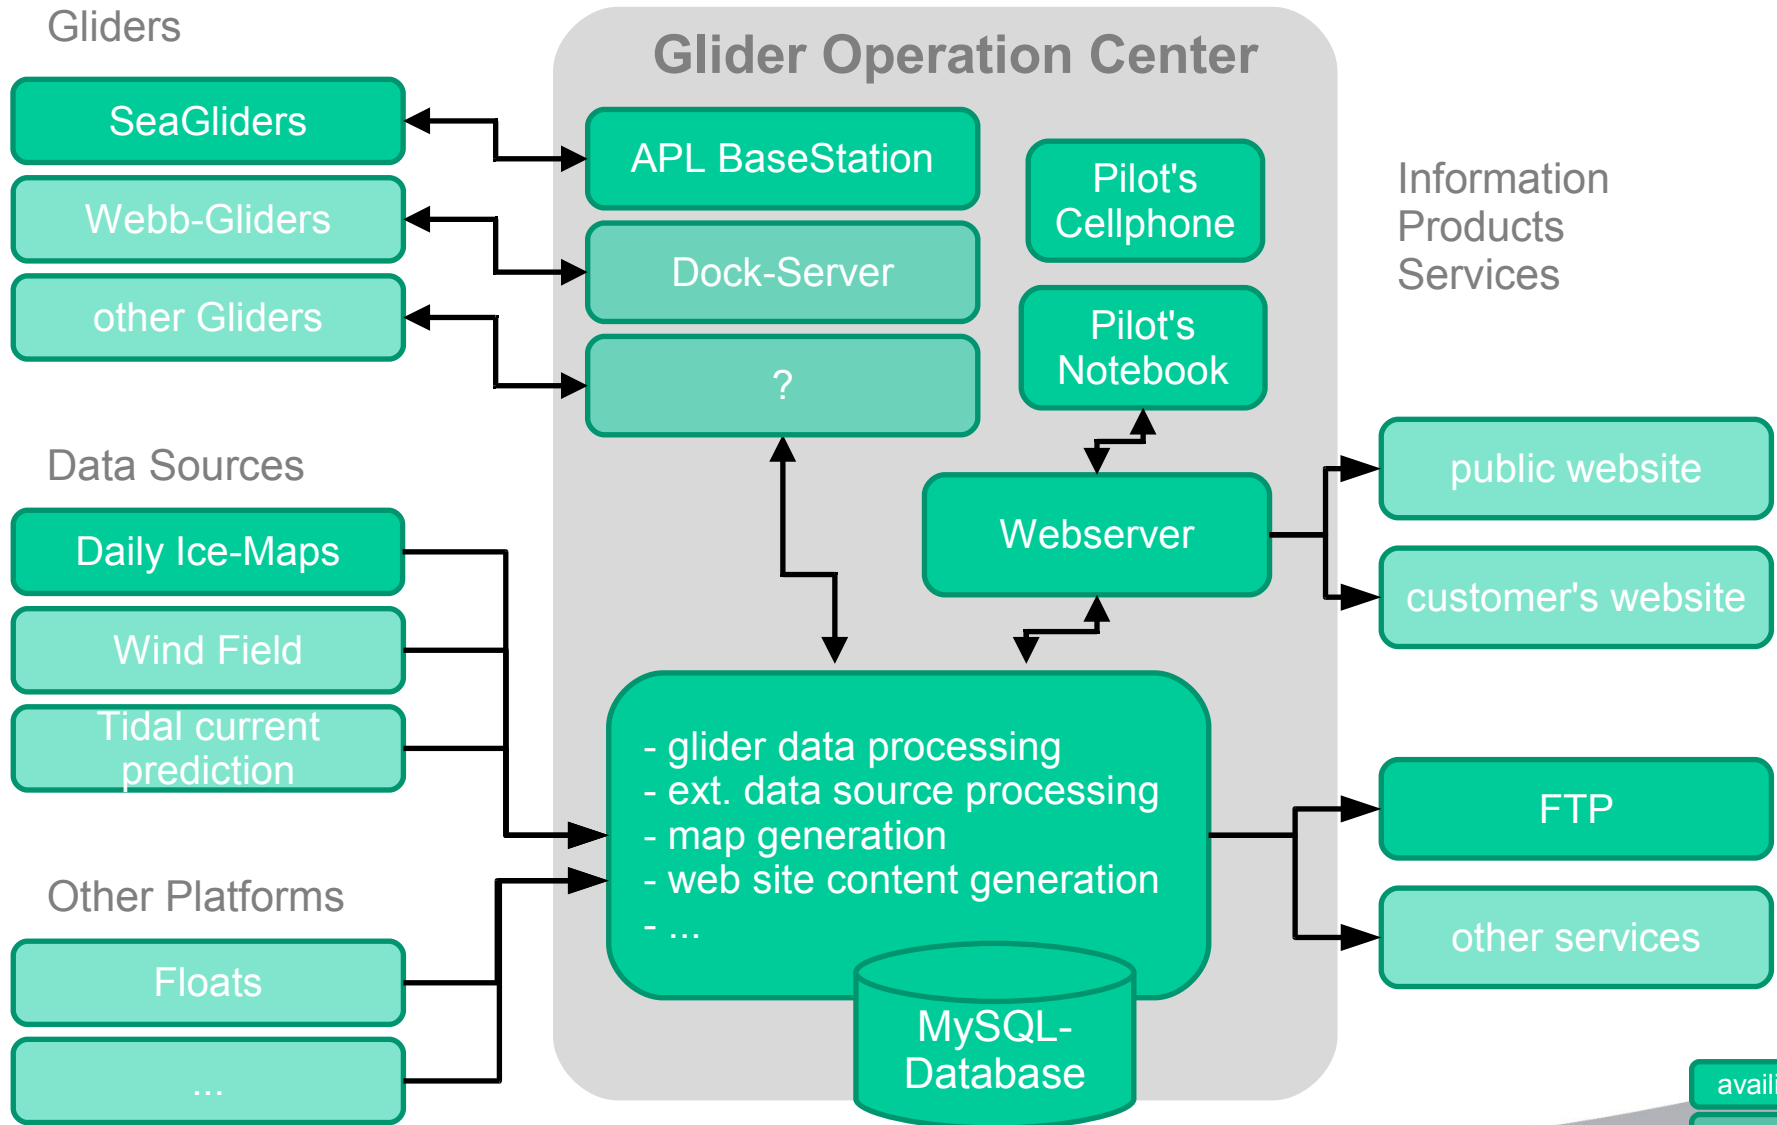 Gliders
SeaGliders
Webb-Gliders
other Gliders
Data Sources
Daily Ice-Maps
Wind Field
Tidal current
prediction
Other Platforms
Floats
...
Glider Operation Center
APL BaseStation
Dock-Server
?
Pilot's
Cellphone
Pilot's
Notebook
Webserver
- glider data processing
- ext. data source processing
- map generation
- web site content generation
- ...
MySQL-
Database
Information
Products
Services
public website
customer's website
FTP
other services